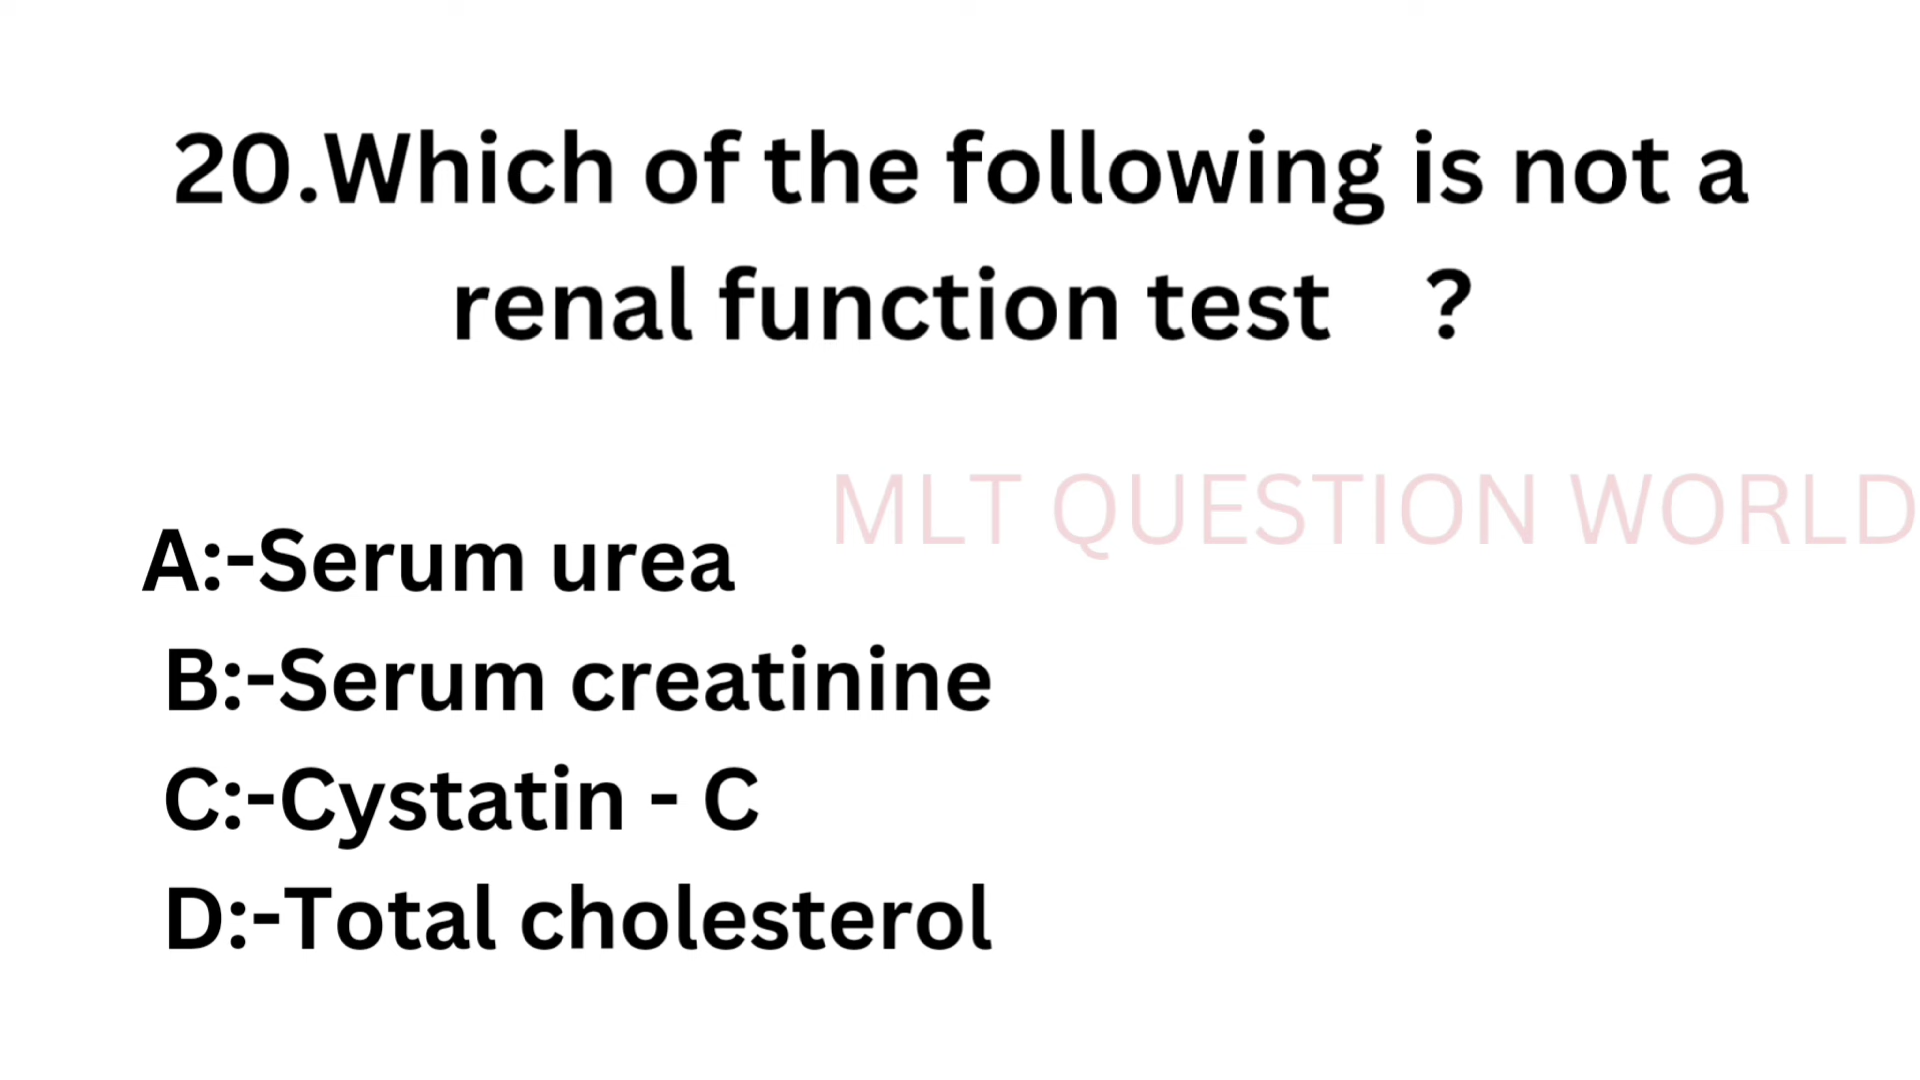 20.Which of the following is not a
renal function test ?
MLT QUESTION WORLD
A:-Serum urea
B:-Serum creatinine
C:-Cystatin - C
D:-Total cholesterol